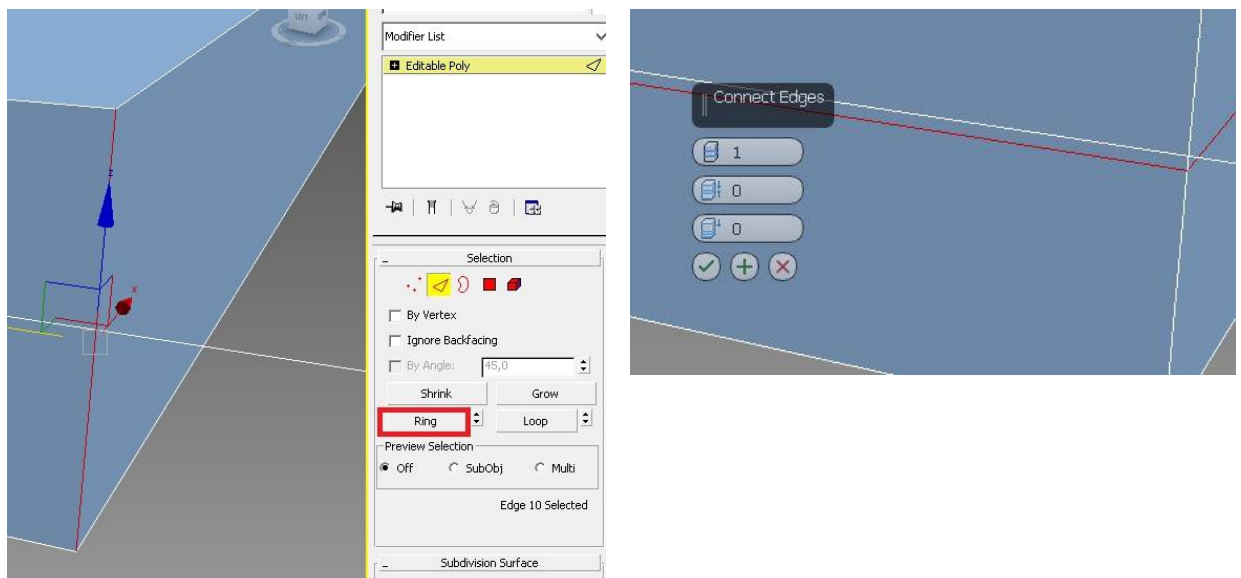 Modifier List
Editable Poly
z
x
Selection
By Vertex
Ignore Backfacing
By Angle: 45,0
Shrink Grow
Ring Loop
Preview Selection
Off SubObj Multi
Edge 10 Selected
Subdivision Surface
Connect Edges
1
0
0